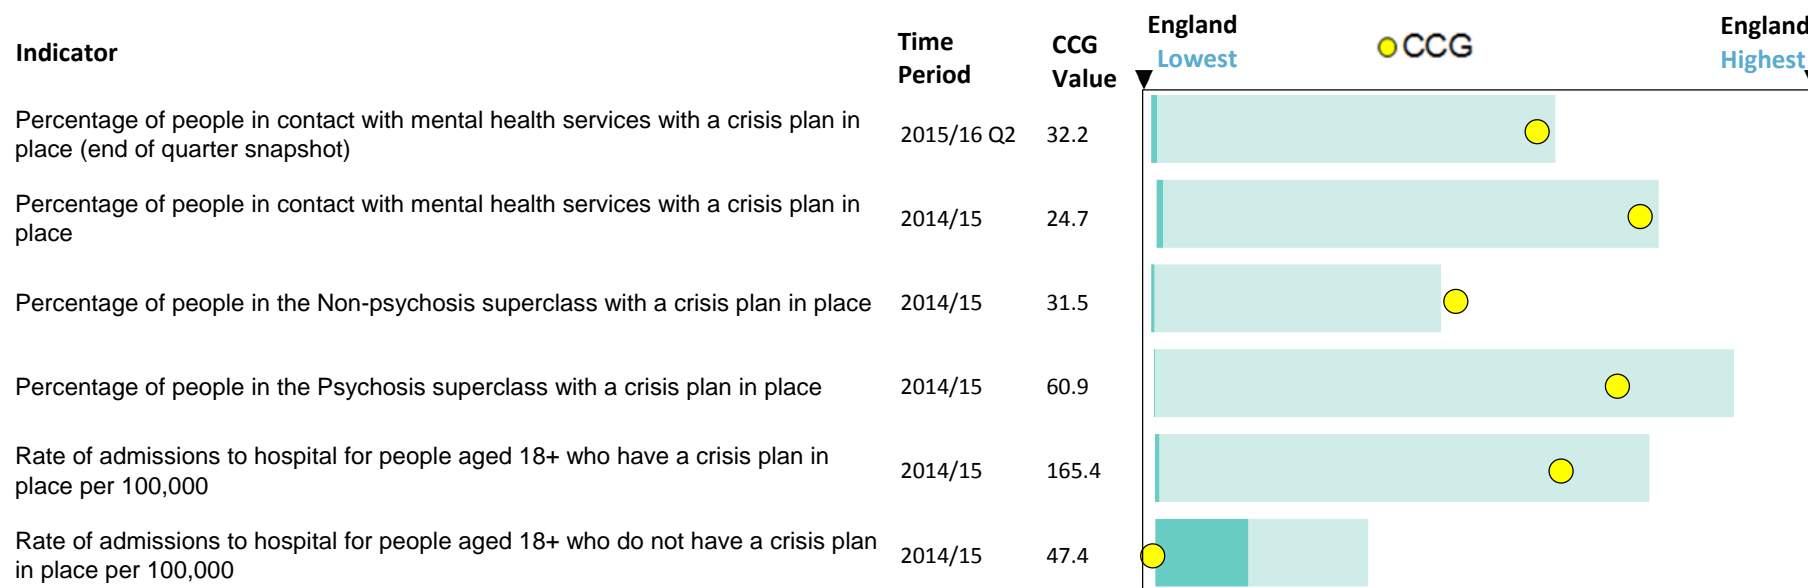 Indicator
Time Period
CCG Value
England Lowest
CCG
England Highest
Percentage of people in contact with mental health services with a crisis plan in
place (end of quarter snapshot)
2015/16 Q2
32.2
Percentage of people in contact with mental health services with a crisis plan in
place
2014/15
24.7
Percentage of people in the Non-psychosis superclass with a crisis plan in place
2014/15
31.5
Percentage of people in the Psychosis superclass with a crisis plan in place
2014/15
60.9
Rate of admissions to hospital for people aged 18+ who have a crisis plan in
place per 100,000
2014/15
165.4
Rate of admissions to hospital for people aged 18+ who do not have a crisis plan
in place per 100,000
2014/15
47.4